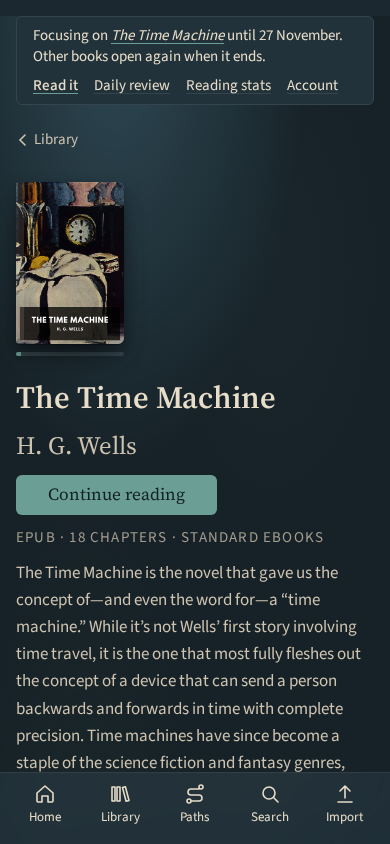 Focusing on The Time Machine until 27 November.
Other books open again when it ends.
Read it Daily review Reading stats Account
Library
THE TIME MACHINE
H. G. WELLS
The Time Machine
H. G. Wells
Continue reading
EPUB · 18 CHAPTERS · STANDARD EBOOKS
The Time Machine is the novel that gave us the
concept of—and even the word for—a “time
machine.” While it’s not Wells’ first story involving
time travel, it is the one that most fully fleshes out
the concept of a device that can send a person
backwards and forwards in time with complete
precision. Time machines have since become a
staple of the science fiction and fantasy genres,
Home Library Paths Search Import